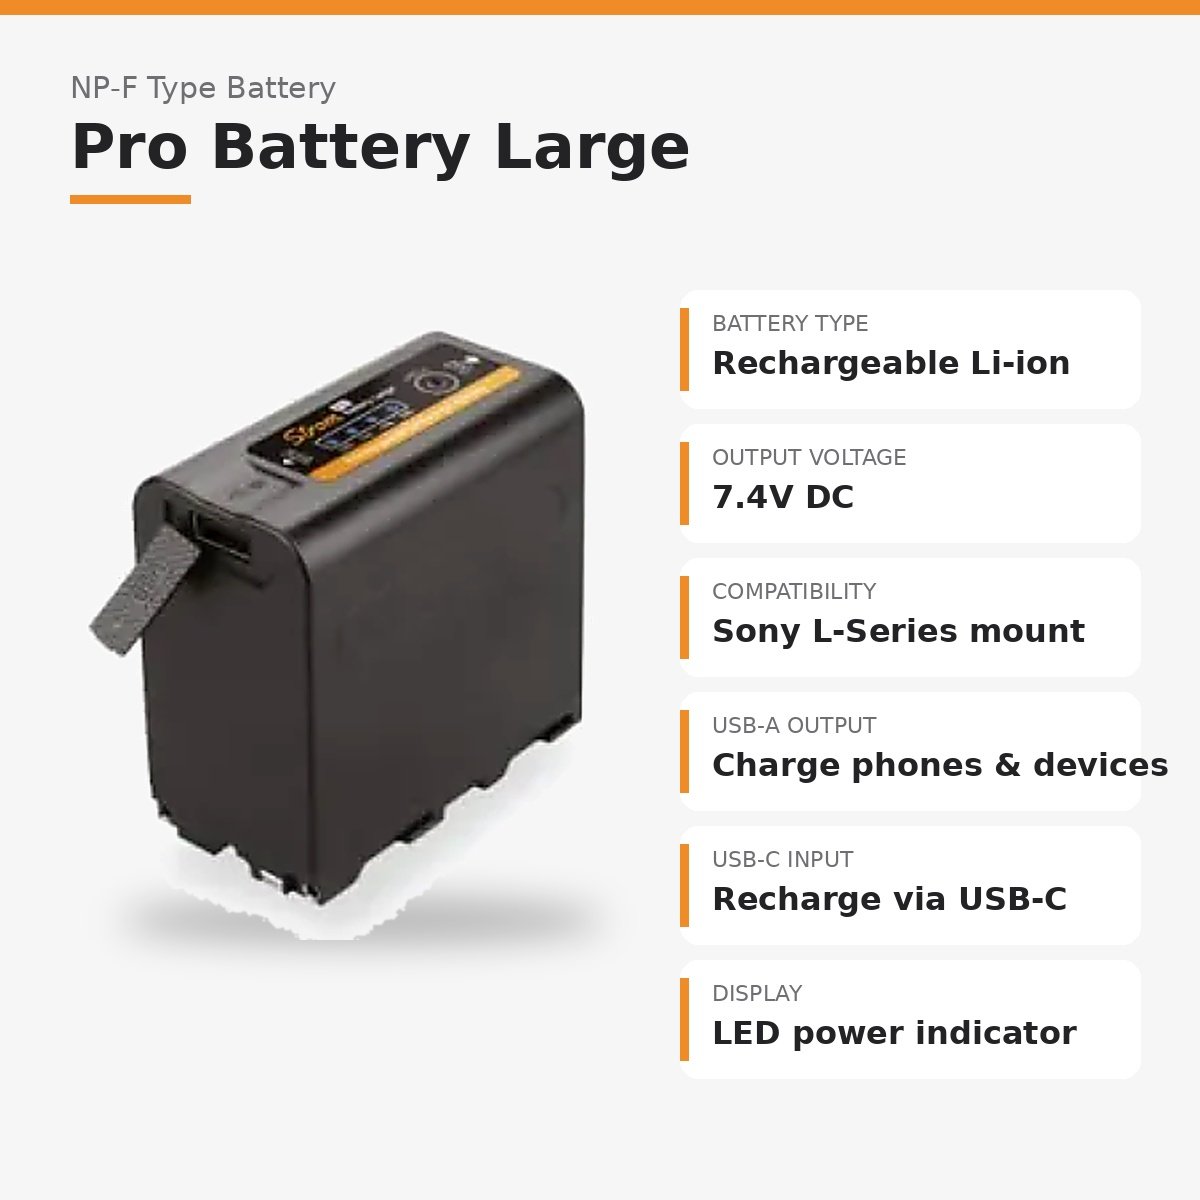 NP-F Type Battery
Pro Battery Large
BATTERY TYPE
Rechargeable Li-ion
OUTPUT VOLTAGE
7.4V DC
COMPATIBILITY
Sony L-Series mount
USB-A OUTPUT
Charge phones & devices
USB-C INPUT
Recharge via USB-C
DISPLAY
LED power indicator